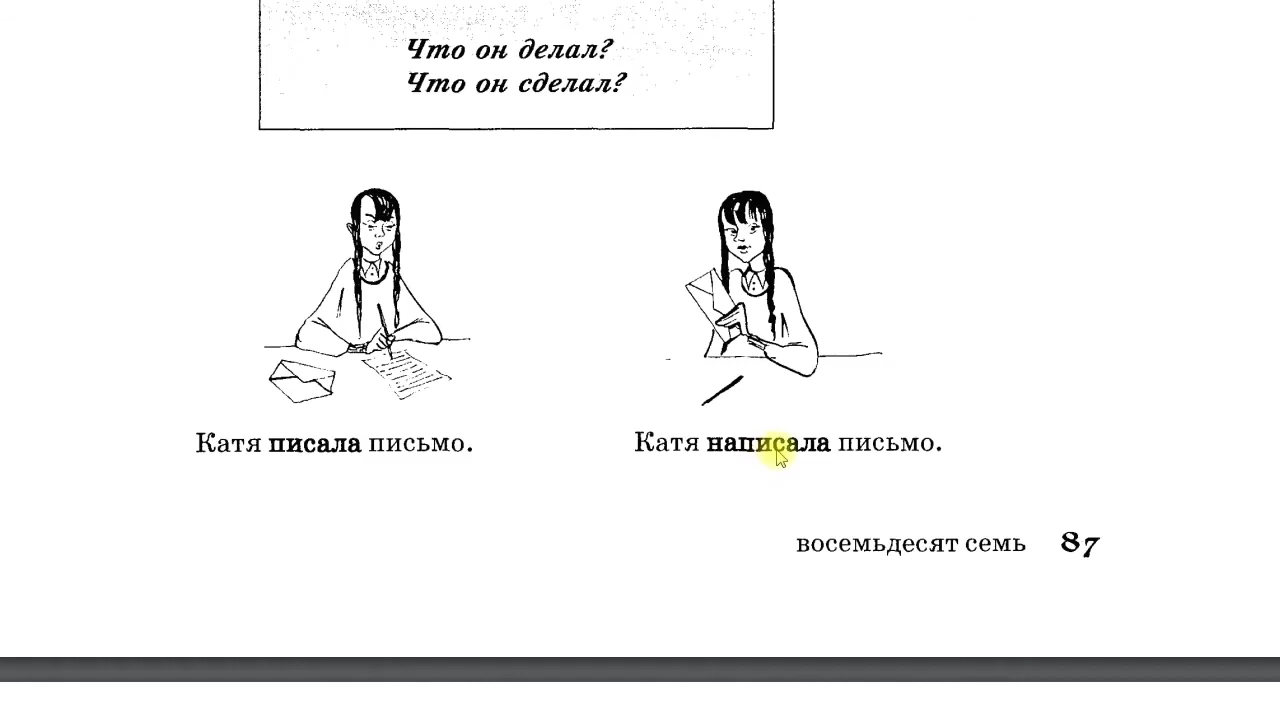 Что он делал?
Что он сделал?
Катя писала письмо.
Катя написала письмо.
восемьдесят семь 87